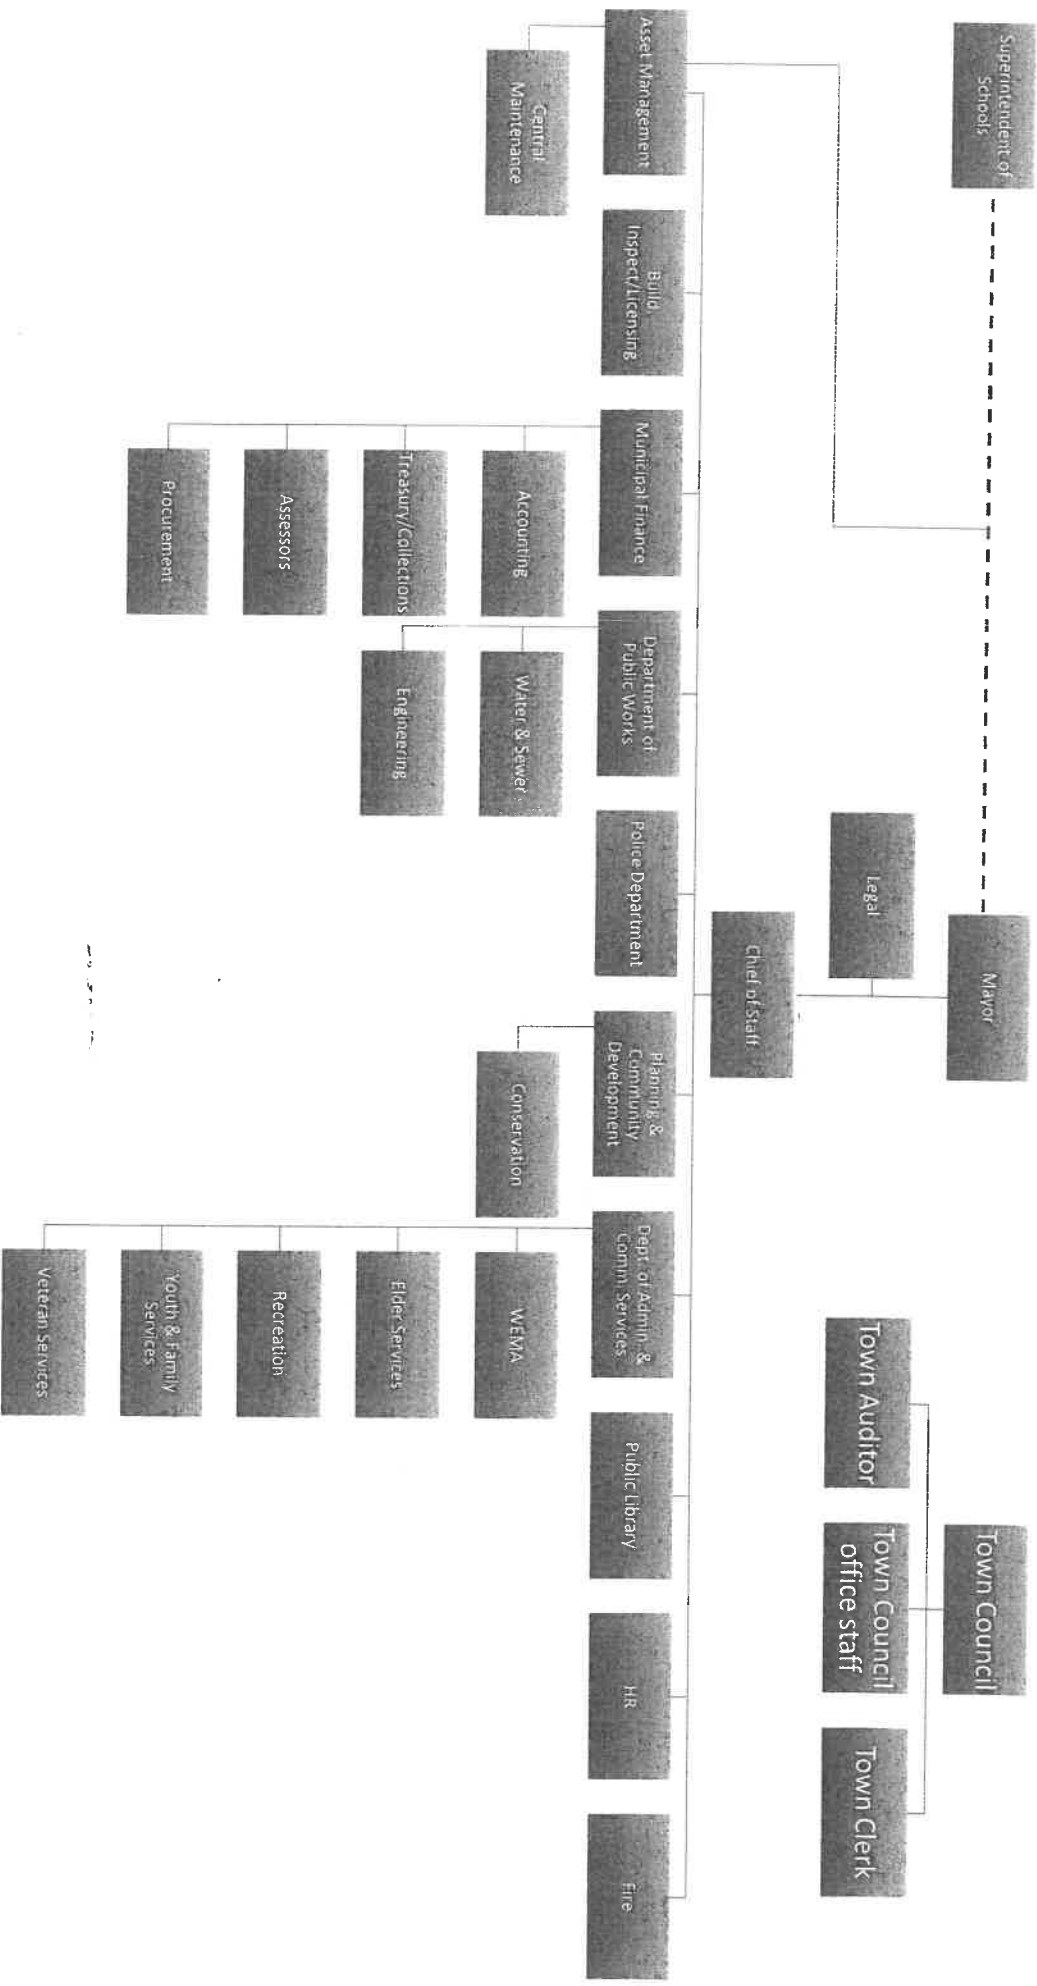 Superintendent of
Schools
Mayor
Town Council
Legal
Town Auditor
Town Council
office staff
Town Clerk
Chief of Staff
Asset Management
Build.
Inspect/Licensing
Municipal Finance
Department of
Public Works
Police Department
Planning &
Community
Development
Dept. of Admin. &
Comm. Services
Public Library
HR
Fire
Central
Maintenance
Accounting
Treasury/Collections
Assessors
Procurement
Water & Sewer
Engineering
Conservation
WEMA
Elder Services
Recreation
Youth & Family
Services
Veteran Services